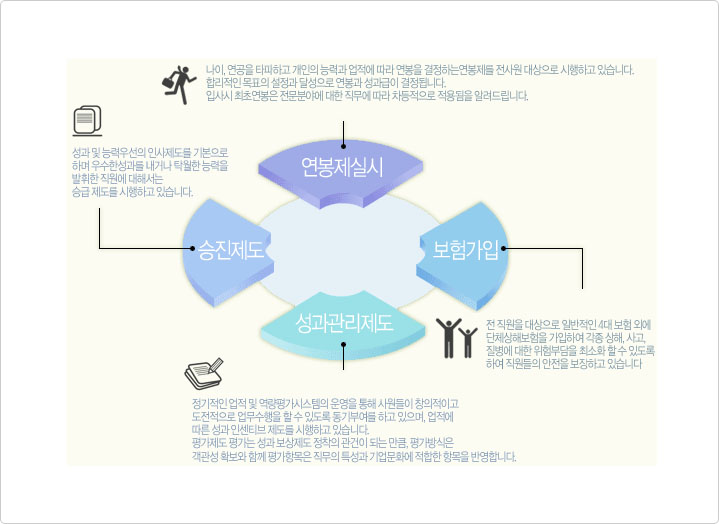 나이, 연공을 타파하고 개인의 능력과 업적에 따라 연봉을 결정하는연봉제를 전사원 대상으로 시행하고 있습니다.
합리적인 목표의 설정과 달성으로 연봉과 성과급이 결정됩니다.
입사시 최초연봉은 전문분야에 대한 직무에 따라 차등적으로 적용됨을 알려드립니다.
성과 및 능력우선의 인사제도를 기본으로
하며 우수한성과를 내거나 탁월한 능력을
발휘한 직원에 대해서는
승급 제도를 시행하고 있습니다.
연봉제실시
승진제도
보험가입
성과관리제도
전 직원을 대상으로 일반적인 4대 보험 외에
단체상해보험을 가입하여 각종 상해, 사고,
질병에 대한 위험부담을 최소화 할 수 있도록
하여 직원들의 안전을 보장하고 있습니다
정기적인 업적 및 역량평가시스템의 운영을 통해 사원들이 창의적이고
도전적으로 업무수행을 할 수 있도록 동기부여를 하고 있으며, 업적에
따른 성과 인센티브 제도를 시행하고 있습니다.
평가제도 평가는 성과 보상제도 정착의 관건이 되는 만큼, 평가방식은
객관성 확보와 함께 평가항목은 직무의 특성과 기업문화에 적합한 항목을 반영합니다.